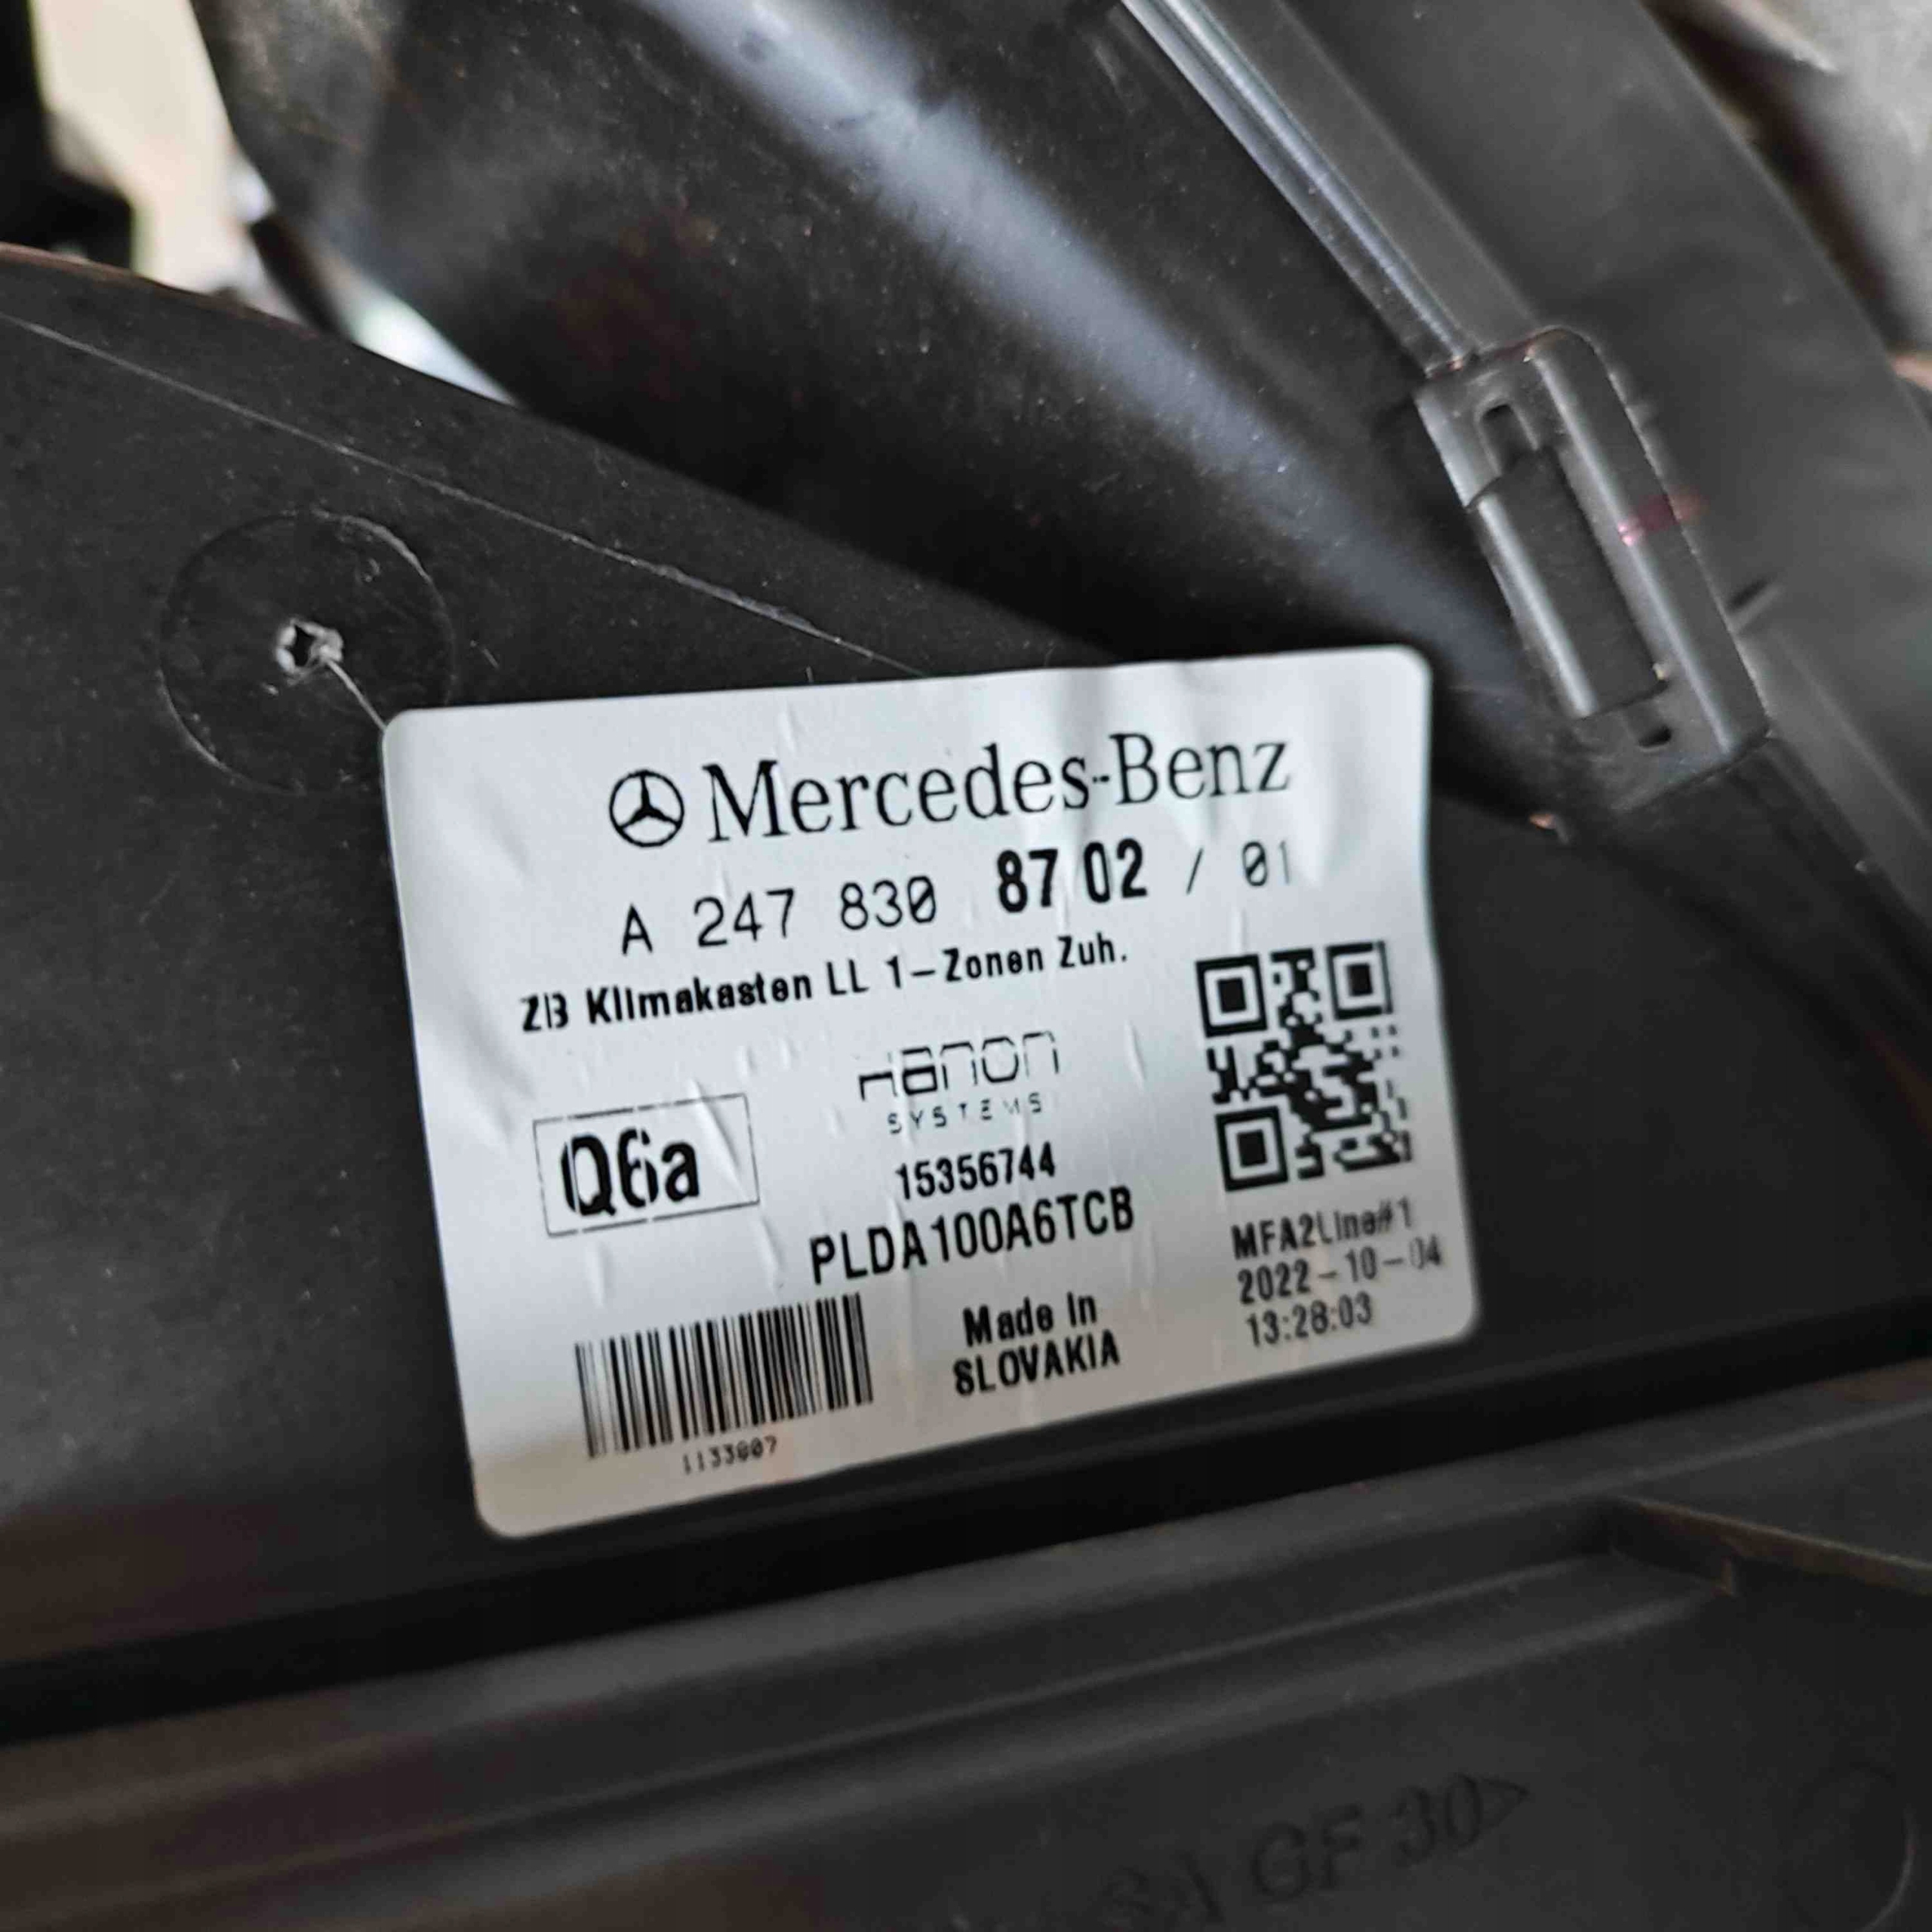 Mercedes-Benz
A 247 830 87 02 / 01
ZB Klimakasten LL 1-Zonen Zuh.
Hanon
SYSTEMS
Q6a
15356744
PLDA100A6TCB
MFA2Line#1
2022-10-04
13:28:03
Made In
SLOVAKIA
1133807
GF 30>